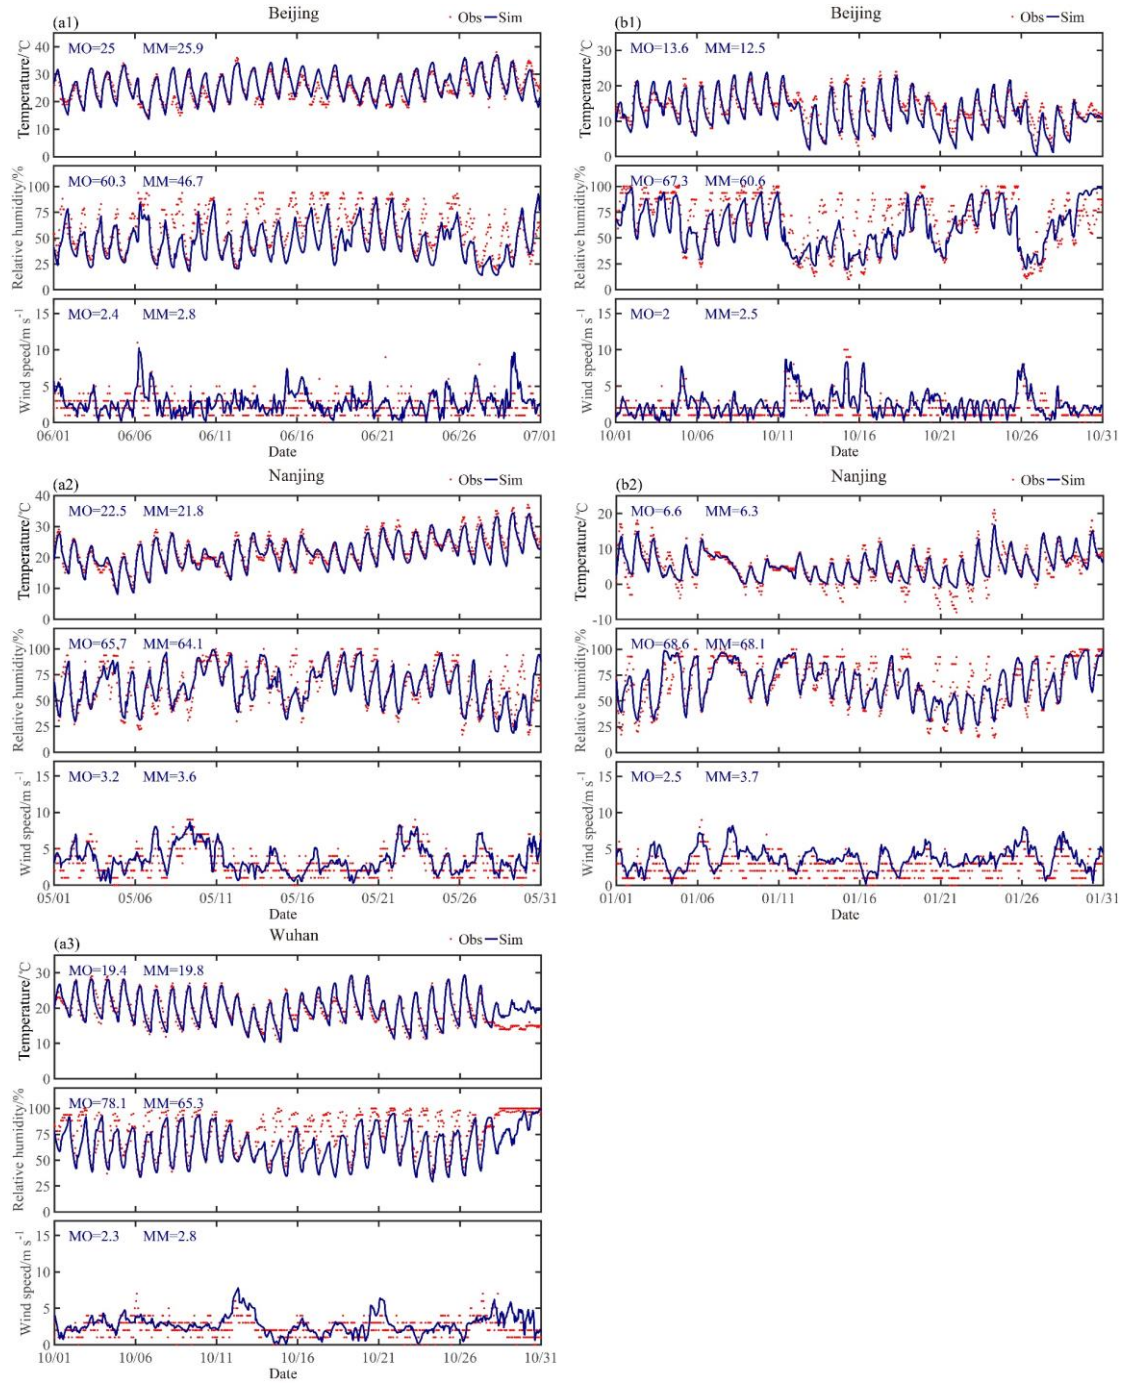 (a1) Beijing Obs Sim
MO=25 MM=25.9
Temperature/℃
40
30
20
10
0
MO=60.3 MM=46.7
Relative humidity/%
100
75
50
25
0
MO=2.4 MM=2.8
Wind speed/m s⁻¹
15
10
5
0
06/01 06/06 06/11 06/16 06/21 06/26 07/01
Date
(b1) Beijing Obs Sim
MO=13.6 MM=12.5
Temperature/℃
30
20
10
0
MO=67.3 MM=60.6
Relative humidity/%
100
75
50
25
0
MO=2 MM=2.5
Wind speed/m s⁻¹
15
10
5
0
10/01 10/06 10/11 10/16 10/21 10/26 10/31
Date
(a2) Nanjing Obs Sim
MO=22.5 MM=21.8
Temperature/℃
40
30
20
10
0
MO=65.7 MM=64.1
Relative humidity/%
100
75
50
25
0
MO=3.2 MM=3.6
Wind speed/m s⁻¹
15
10
5
0
05/01 05/06 05/11 05/16 05/21 05/26 05/31
Date
(b2) Nanjing Obs Sim
MO=6.6 MM=6.3
Temperature/℃
20
10
0
-10
MO=68.6 MM=68.1
Relative humidity/%
100
75
50
25
0
MO=2.5 MM=3.7
Wind speed/m s⁻¹
15
10
5
0
01/01 01/06 01/11 01/16 01/21 01/26 01/31
Date
(a3) Wuhan Obs Sim
MO=19.4 MM=19.8
Temperature/℃
30
20
10
0
MO=78.1 MM=65.3
Relative humidity/%
100
75
50
25
0
MO=2.3 MM=2.8
Wind speed/m s⁻¹
15
10
5
0
10/01 10/06 10/11 10/16 10/21 10/26 10/31
Date